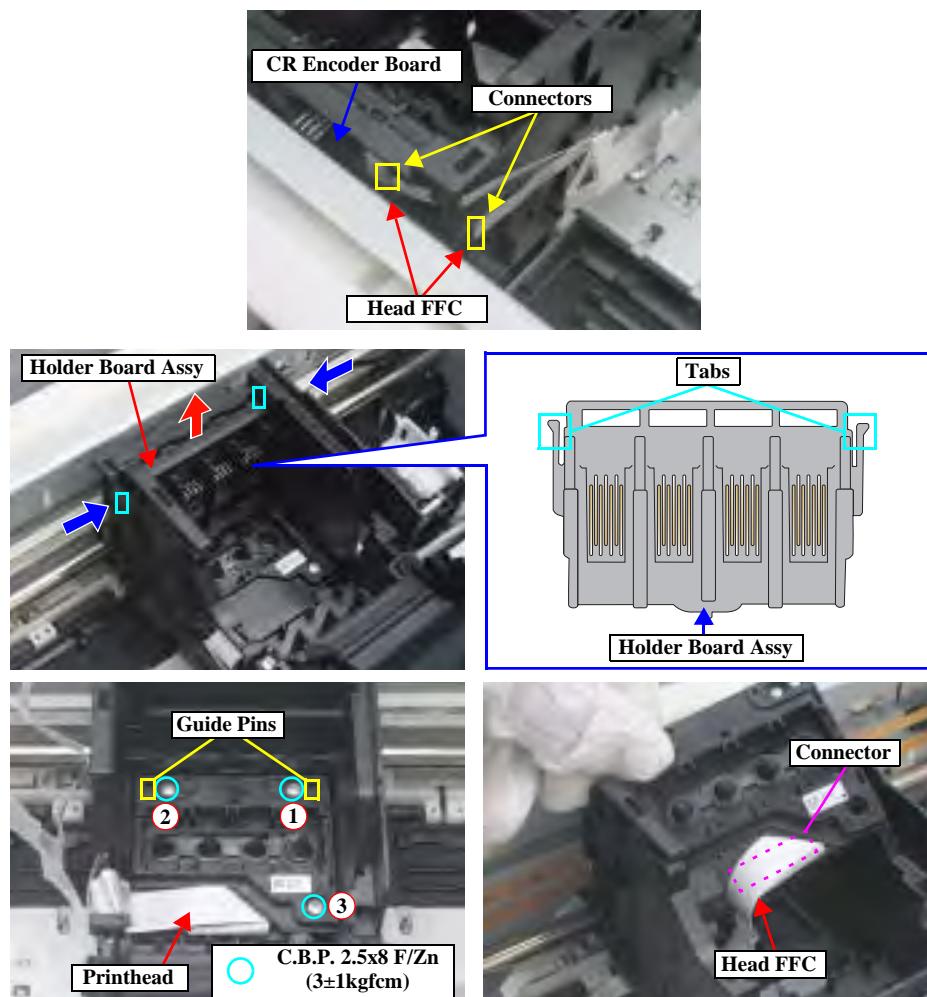 CR Encoder Board
Connectors
Head FFC
Holder Board Assy
Tabs
Holder Board Assy
Guide Pins
2
1
3
Printhead
C.B.P. 2.5x8 F/Zn
(3±1kgfcm)
Connector
Head FFC